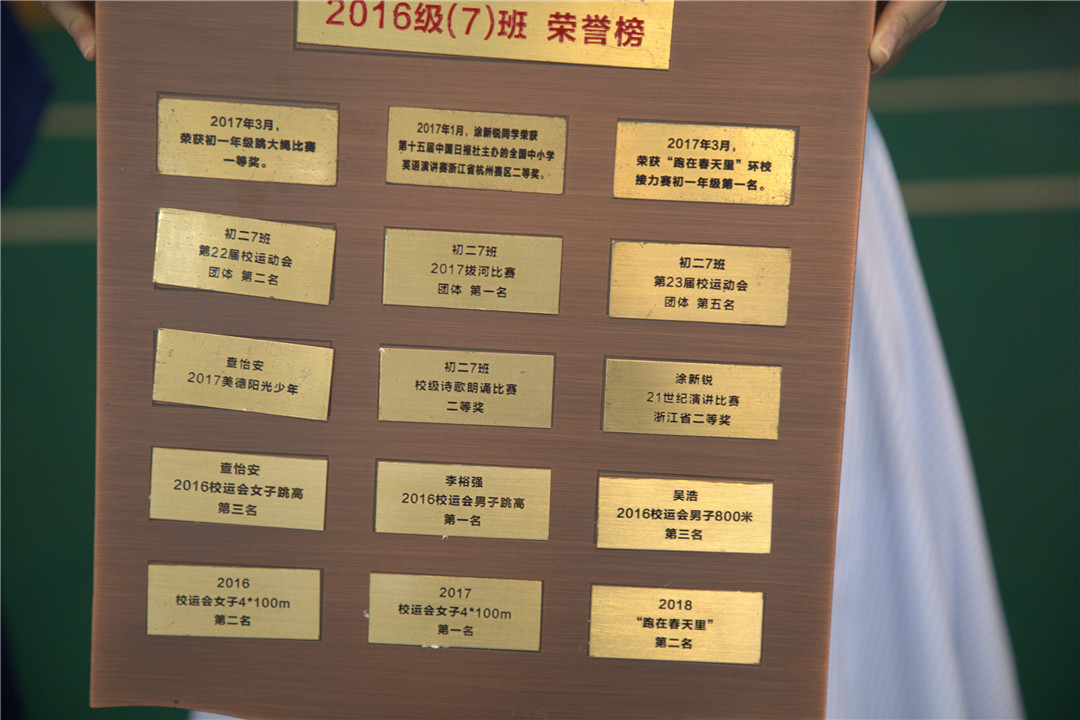 2016级(7)班 荣誉榜
2017年3月，
荣获初一年级跳大绳比赛
一等奖。
2017年1月，涂新锐同学荣获
第十五届中国日报社主办的全国中小学
英语演讲赛浙江省杭州赛区二等奖。
2017年3月，
荣获“跑在春天里”环校
接力赛初一年级第一名。
初二7班
第22届校运动会
团体 第二名
初二7班
2017拔河比赛
团体 第一名
初二7班
第23届校运动会
团体 第五名
查怡安
2017美德阳光少年
初二7班
校级诗歌朗诵比赛
二等奖
涂新锐
21世纪演讲比赛
浙江省二等奖
查怡安
2016校运会女子跳高
第三名
李裕强
2016校运会男子跳高
第一名
吴浩
2016校运会男子800米
第三名
2016
校运会女子4*100m
第二名
2017
校运会女子4*100m
第一名
2018
“跑在春天里”
第二名